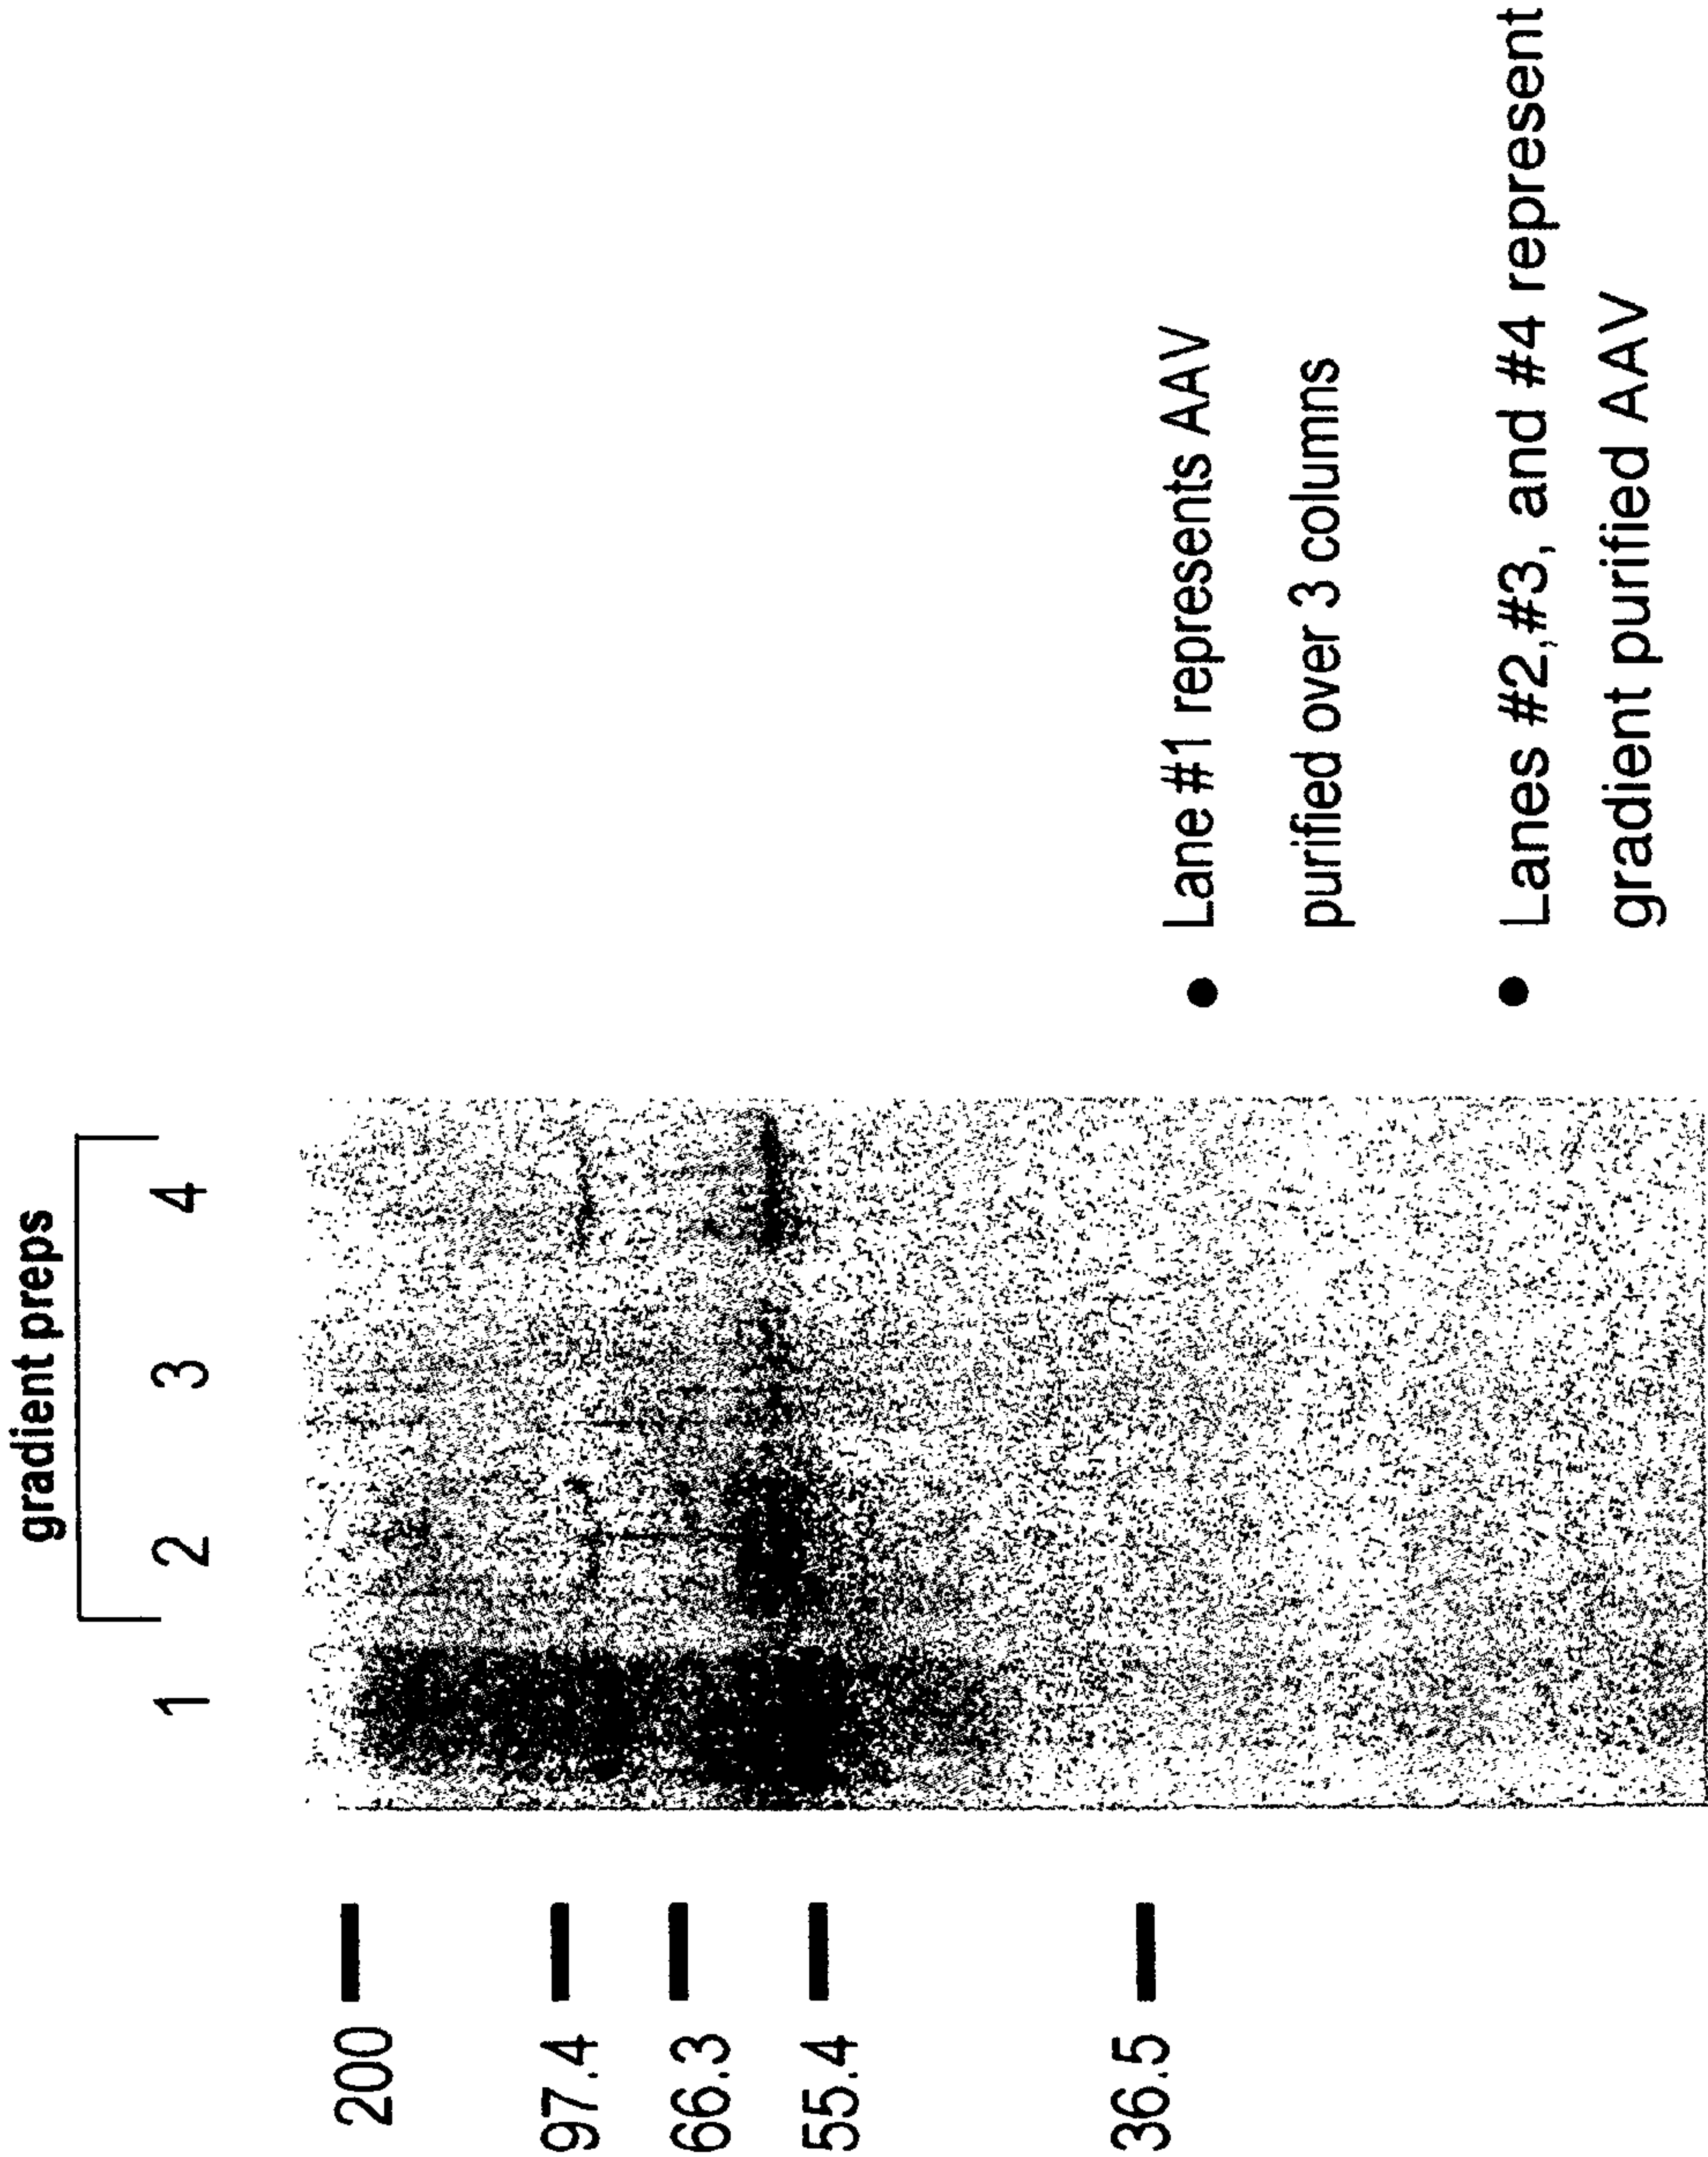 gradient preps
1 2 3 4
200
97.4
66.3
55.4
36.5
• Lane #1 represents AAV
purified over 3 columns
• Lanes #2,#3, and #4 represent
gradient purified AAV